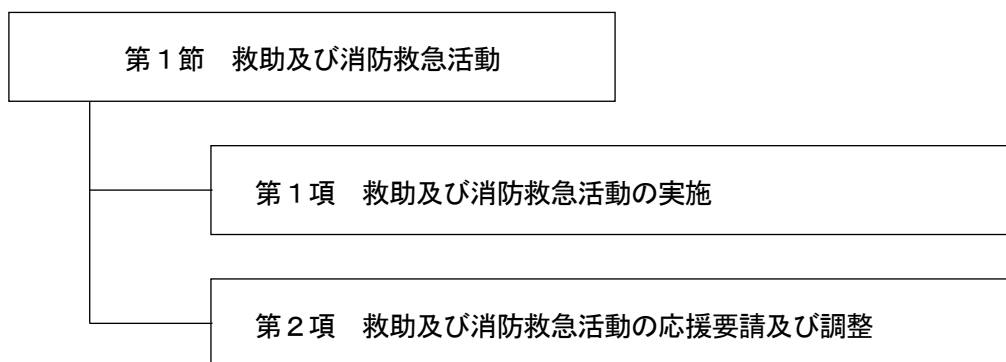 第１節　救助及び消防救急活動
第１項　救助及び消防救急活動の実施
第２項　救助及び消防救急活動の応援要請及び調整